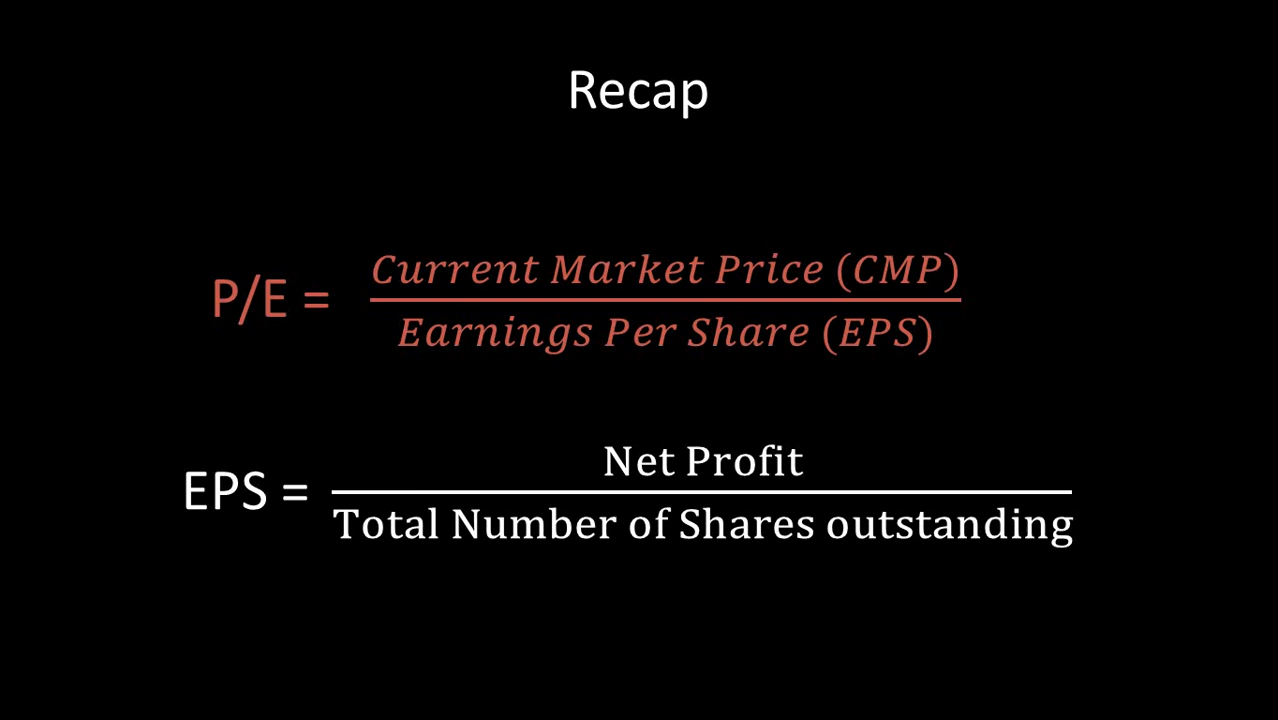 Recap
P/E = Current Market Price (CMP)
Earnings Per Share (EPS)
EPS = Net Profit
Total Number of Shares outstanding